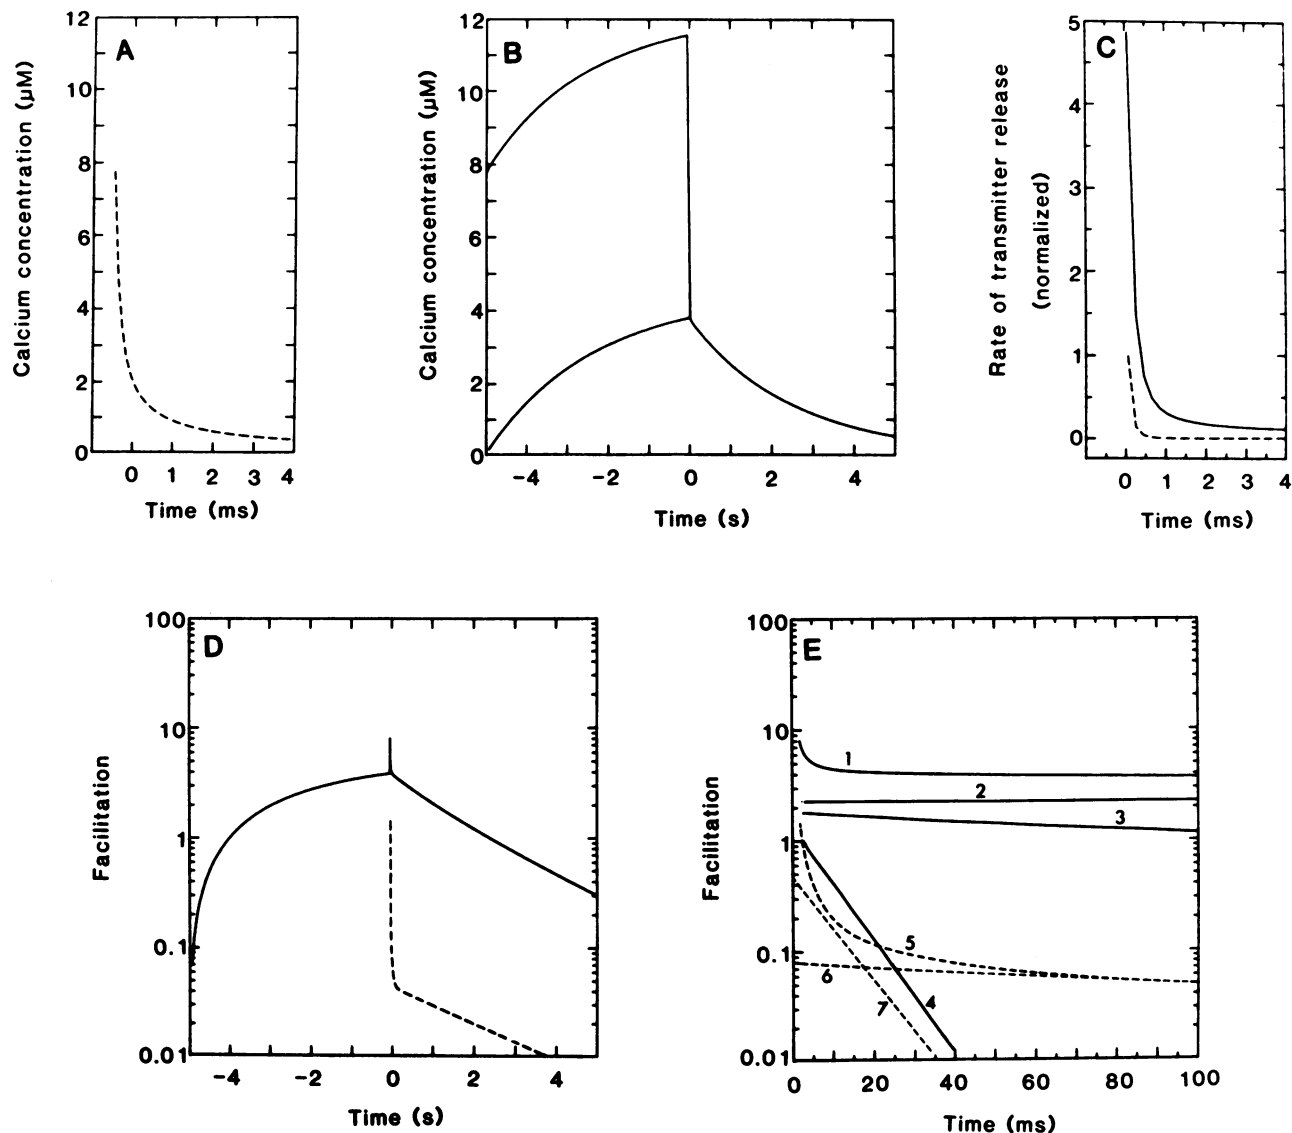 A
Calcium concentration (μM)
12
10
8
6
4
2
0
0 1 2 3 4
Time (ms)
B
Calcium concentration (μM)
12
10
8
6
4
2
0
−4 −2 0 2 4
Time (s)
C
Rate of transmitter release
(normalized)
5
4
3
2
1
0
0 1 2 3 4
Time (ms)
D
Facilitation
100
10
1
0.1
0.01
−4 −2 0 2 4
Time (s)
E
Facilitation
100
10
1
0.1
0.01
1
2
3
5
6
4
7
0 20 40 60 80 100
Time (ms)